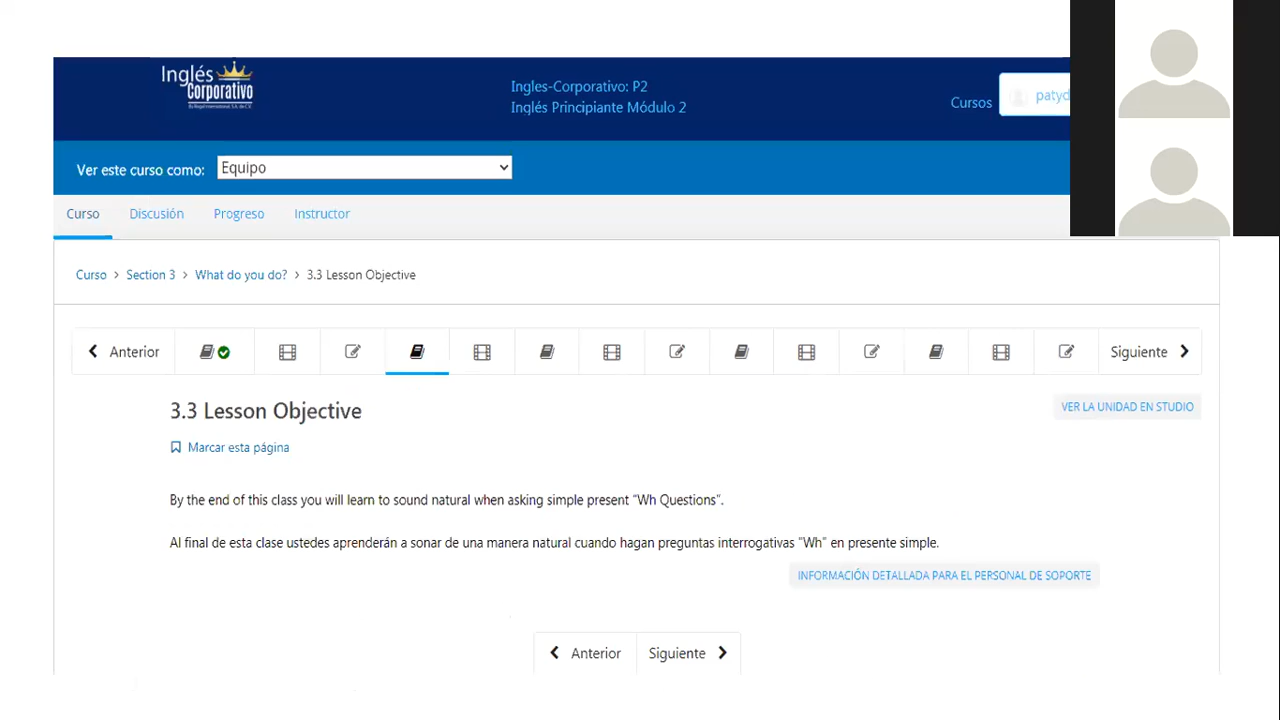 Inglés
Corporativo
Ingles-Corporativo: P2
Inglés Principiante Módulo 2
Cursos
patyd
Ver este curso como:
Equipo
Curso
Discusión
Progreso
Instructor
Curso > Section 3 > What do you do? > 3.3 Lesson Objective
Anterior
Siguiente
3.3 Lesson Objective
VER LA UNIDAD EN STUDIO
Marcar esta página
By the end of this class you will learn to sound natural when asking simple present “Wh Questions”.
Al final de esta clase ustedes aprenderán a sonar de una manera natural cuando hagan preguntas interrogativas "Wh" en presente simple.
INFORMACIÓN DETALLADA PARA EL PERSONAL DE SOPORTE
Anterior
Siguiente